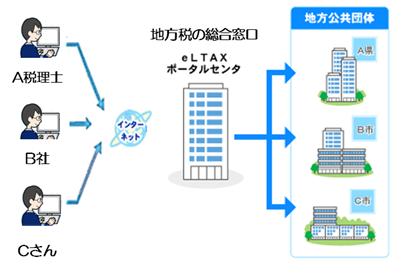 A税理士
B社
Cさん
インター
ネット
地方税の総合窓口
eLTAX
ポータルセンタ
地方公共団体
A県
B市
C市